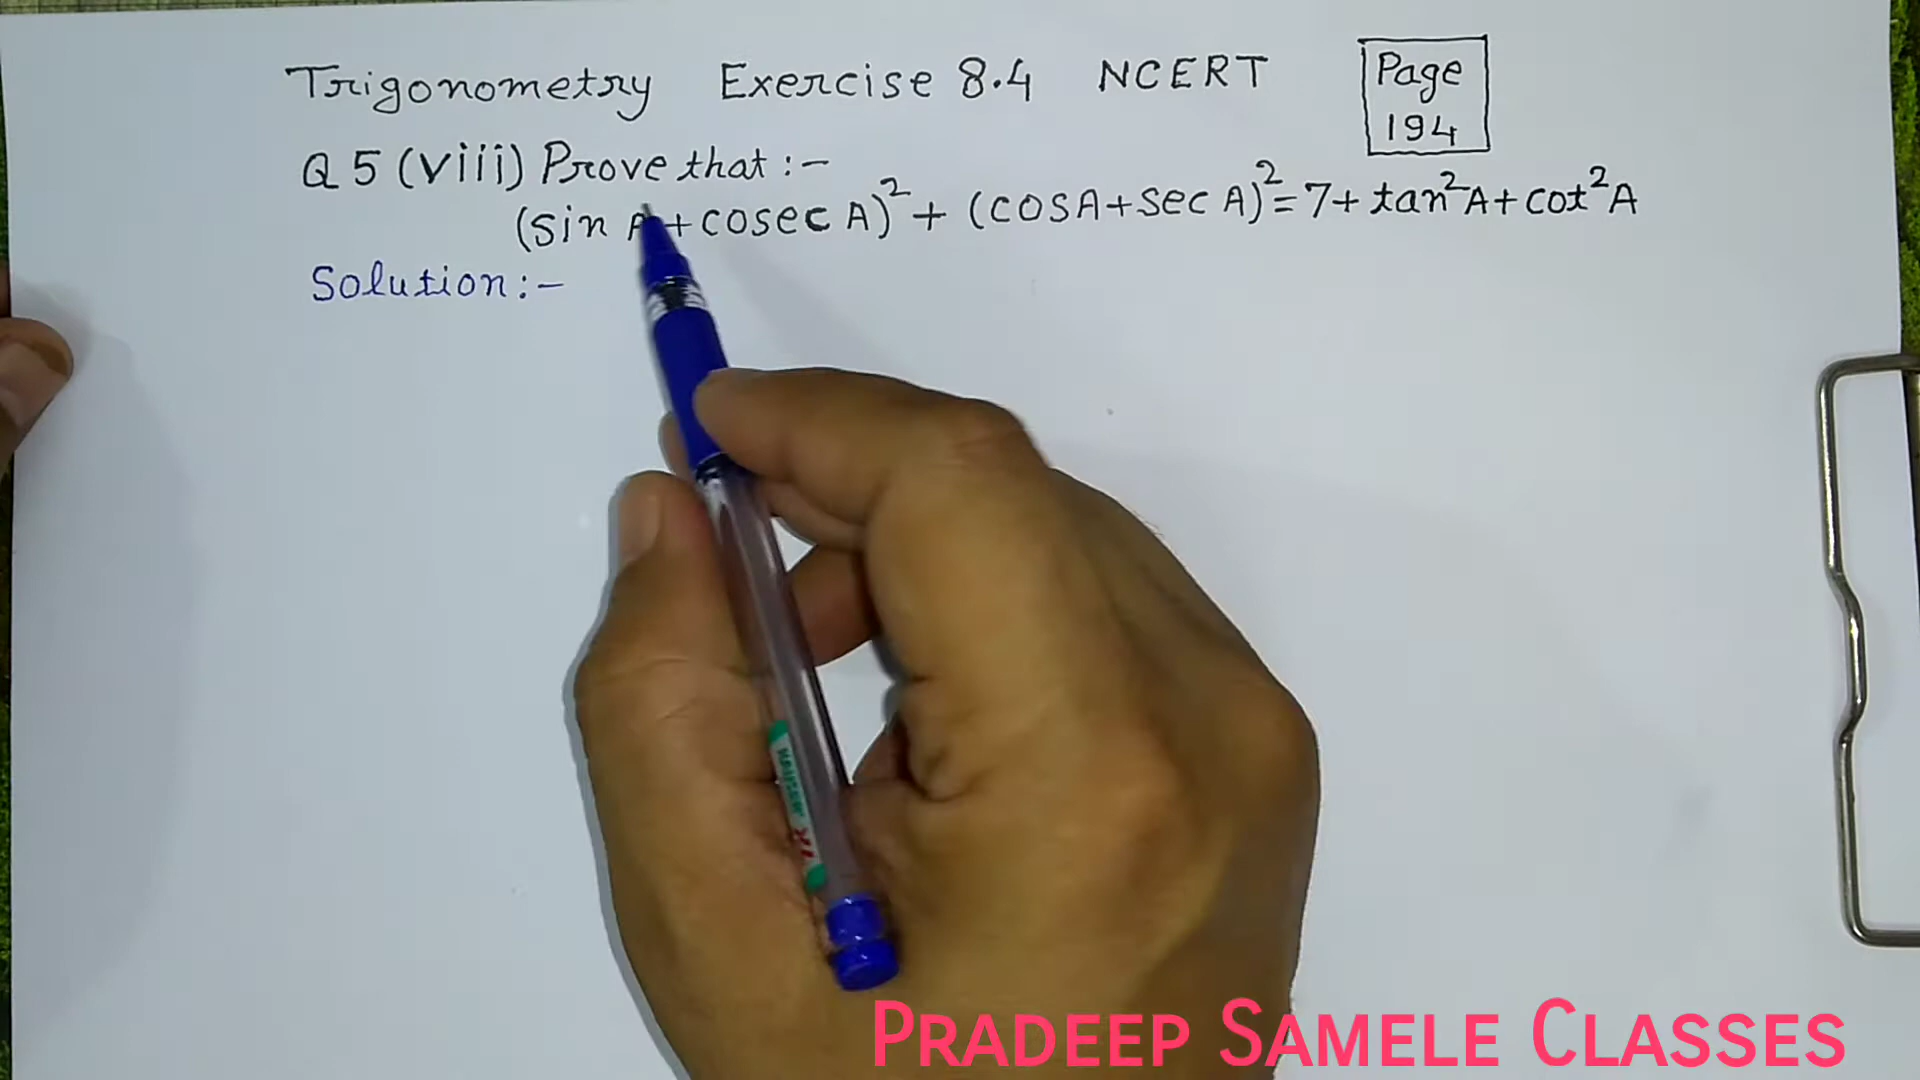 Trigonometry Exercise 8.4 NCERT
Page
194
Q 5 (viii) Prove that :-
(sin A + cosec A)² + (cosA + sec A)² = 7 + tan²A + cot²A
Solution :-
PRADEEP SAMELE CLASSES